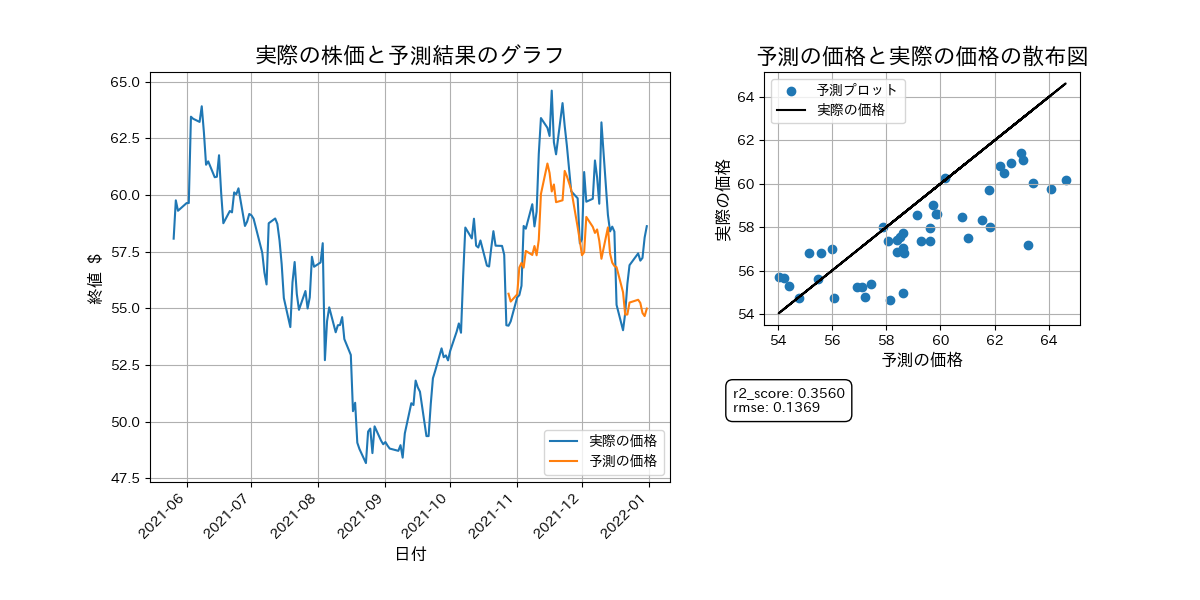 実際の株価と予測結果のグラフ
65.0
62.5
60.0
57.5
55.0
52.5
50.0
47.5
終値 $
2021-06
2021-07
2021-08
2021-09
2021-10
2021-11
2021-12
2022-01
日付
実際の価格
予測の価格
予測の価格と実際の価格の散布図
予測プロット
実際の価格
64
62
60
58
56
54
実際の価格
54
56
58
60
62
64
予測の価格
r2_score: 0.3560
rmse: 0.1369